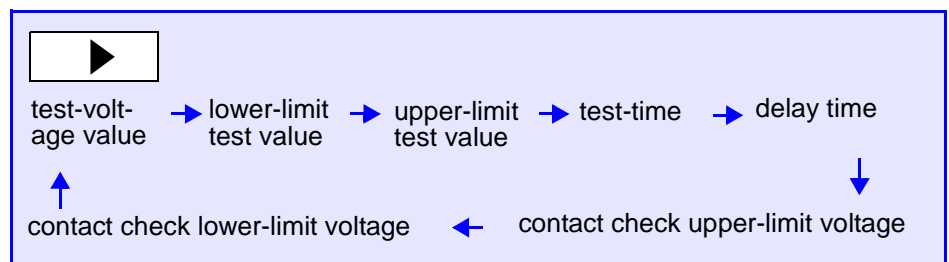 test-volt- lower-limit upper-limit test-time delay time
age value test value test value
contact check lower-limit voltage contact check upper-limit voltage